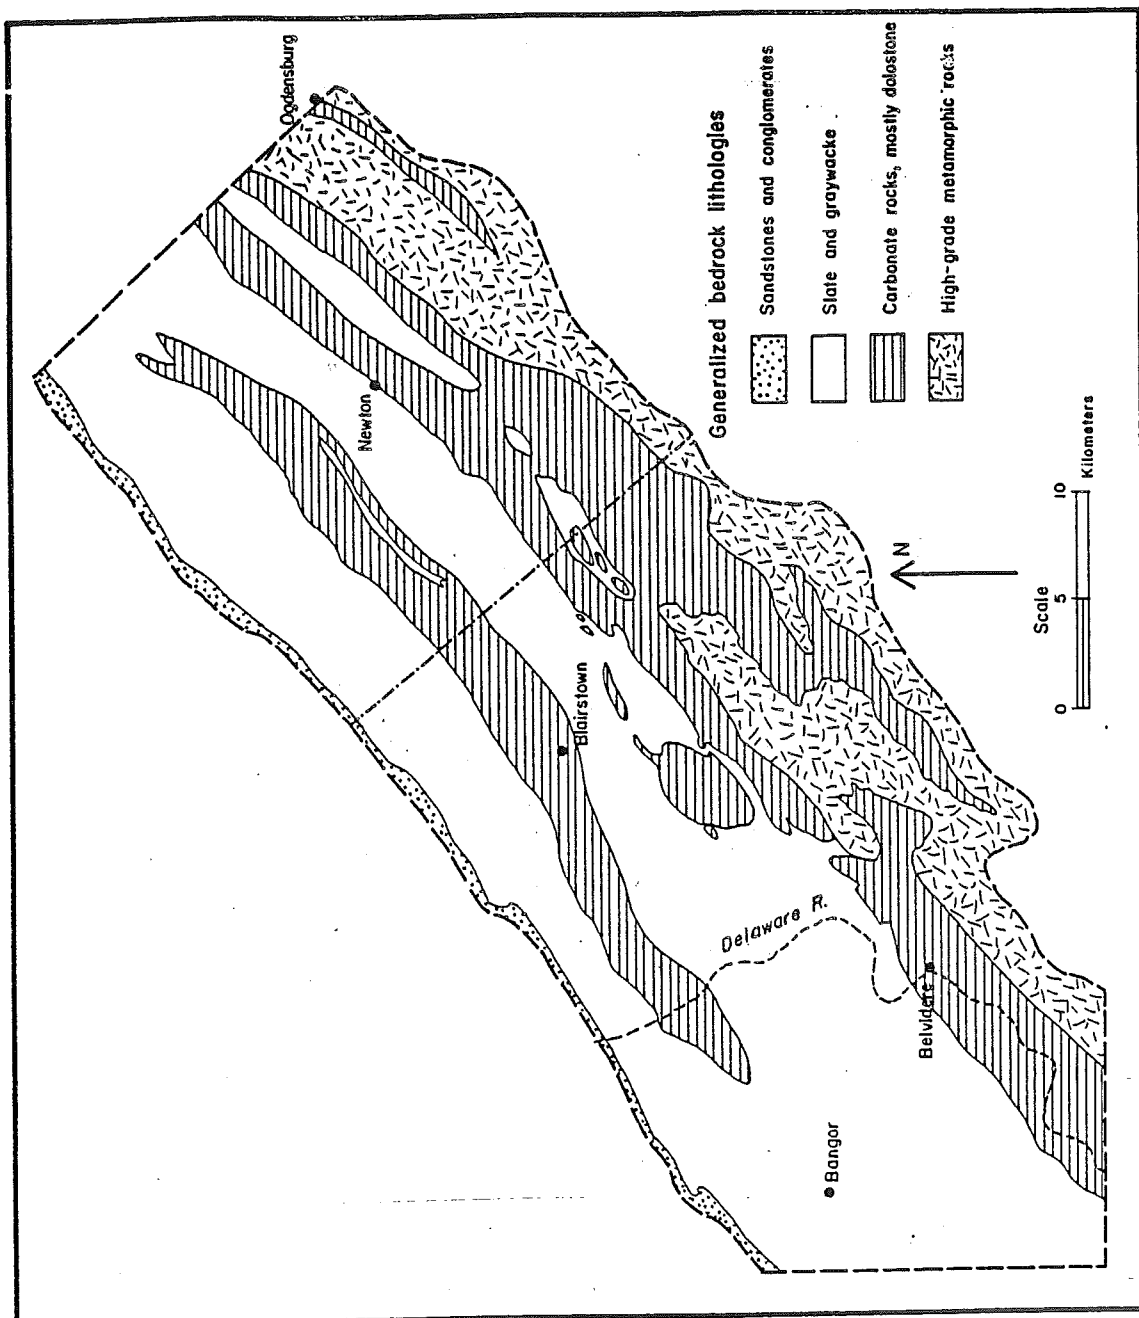 Ogdensburg
Newton
Blairstown
Delaware R.
Belvidere
Bangor
Generalized bedrock lithologies
Sandstones and conglomerates
Slate and graywacke
Carbonate rocks, mostly dolostone
High-grade metamorphic rocks
N
Scale
0 5 10
Kilometers